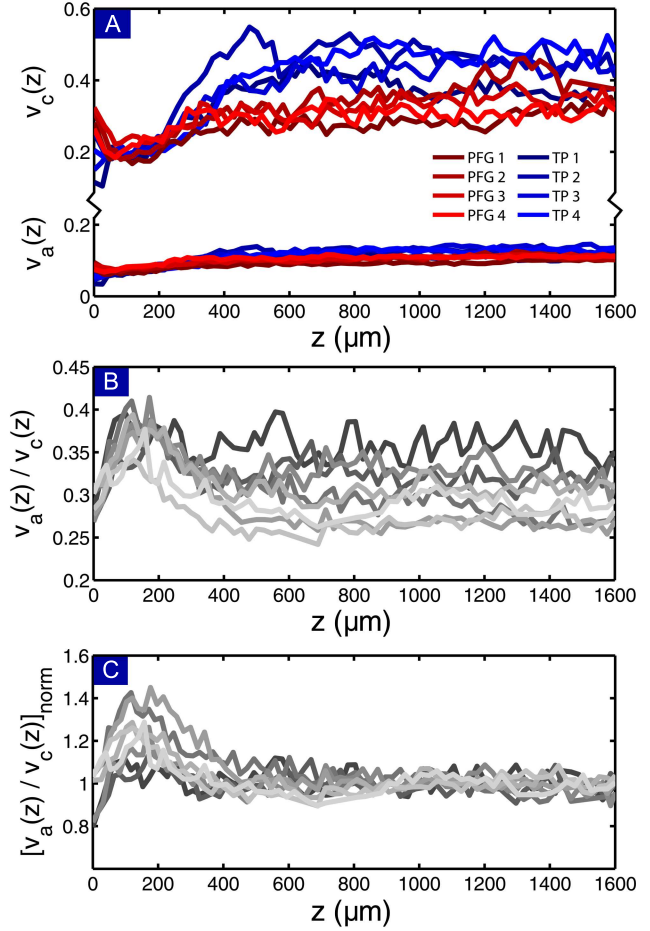 A
0.6
0.4
0.2
v_c(z)
PFG 1 TP 1
PFG 2 TP 2
PFG 3 TP 3
PFG 4 TP 4
0.2
0
v_a(z)
0 200 400 600 800 1000 1200 1400 1600
z (µm)
B
0.45
0.4
0.35
0.3
0.25
0.2
v_a(z) / v_c(z)
0 200 400 600 800 1000 1200 1400 1600
z (µm)
C
1.6
1.4
1.2
1
0.8
[v_a(z) / v_c(z)]_norm
0 200 400 600 800 1000 1200 1400 1600
z (µm)